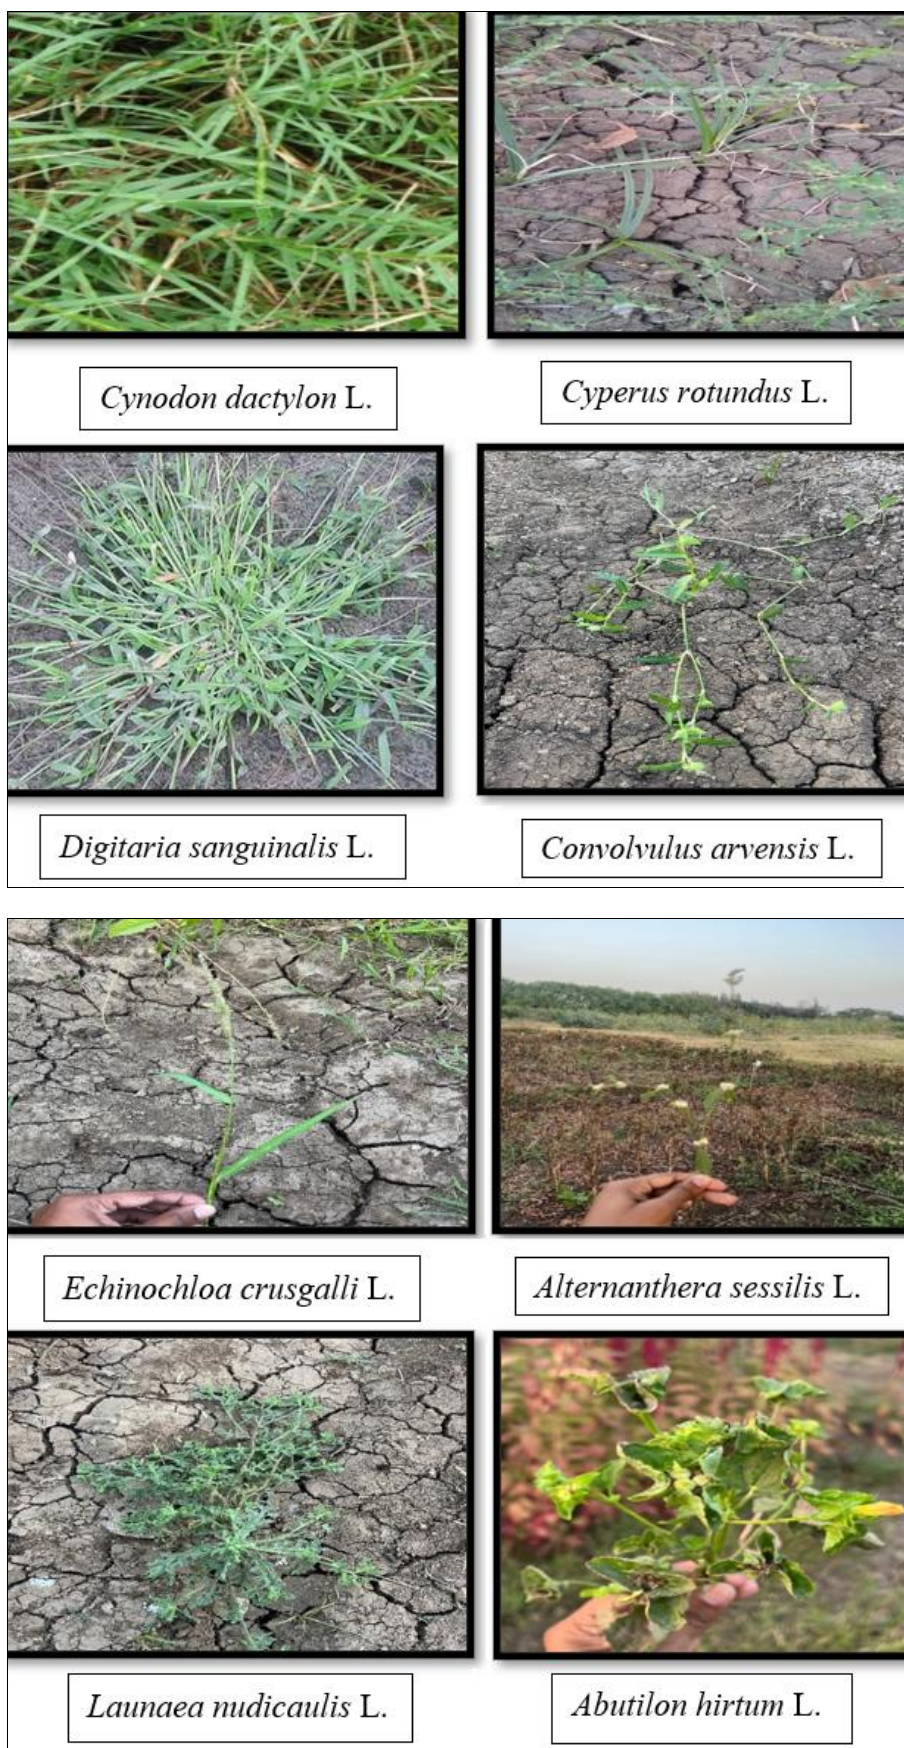 Cynodon dactylon L.
Cyperus rotundus L.
Digitaria sanguinalis L.
Convolvulus arvensis L.
Echinochloa crusgalli L.
Alternanthera sessilis L.
Launaea nudicaulis L.
Abutilon hirtum L.